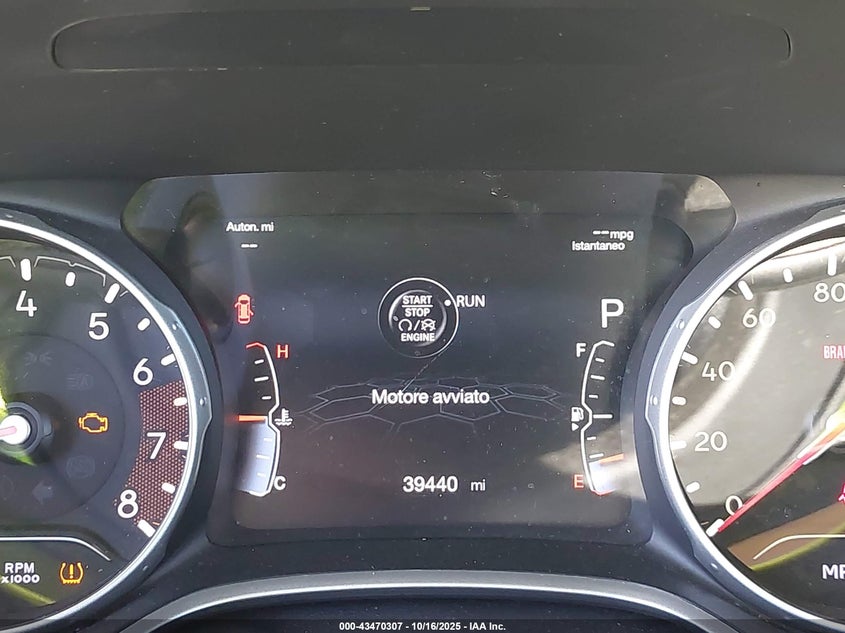 Auton. mi
--
--mpg
Istantaneo
START
STOP
ENGINE
RUN
P
H
F
Motore avviato
C
E
39440 mi
4
5
6
7
8
RPM
x1000
80
60
40
20
0
000-43470307 - 10/16/2025 - IAA Inc.